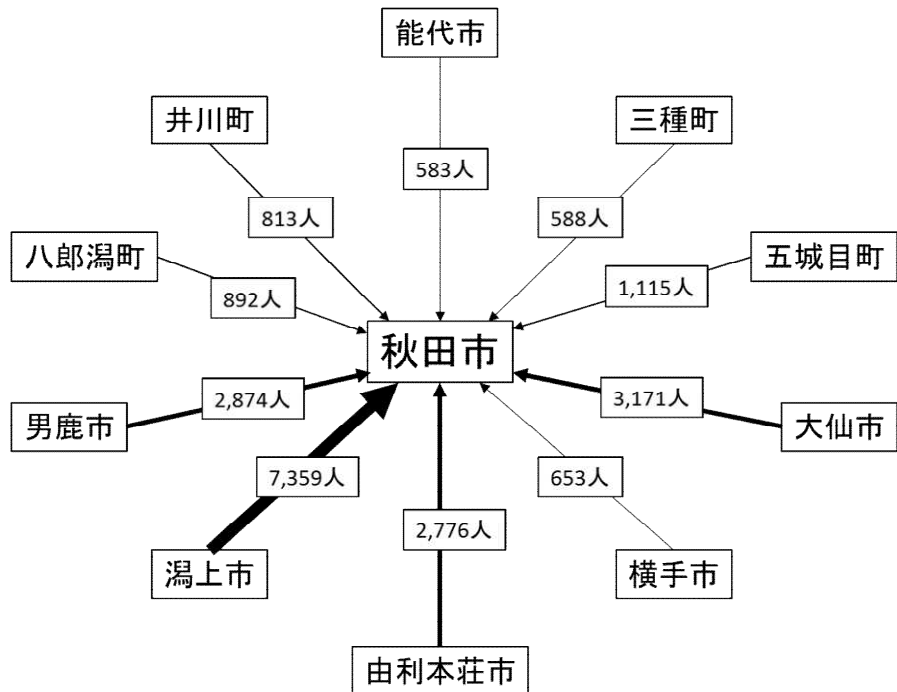 能代市
井川町
三種町
583人
813人
588人
八郎潟町
五城目町
892人
1,115人
秋田市
2,874人
3,171人
男鹿市
大仙市
7,359人
653人
2,776人
潟上市
横手市
由利本荘市